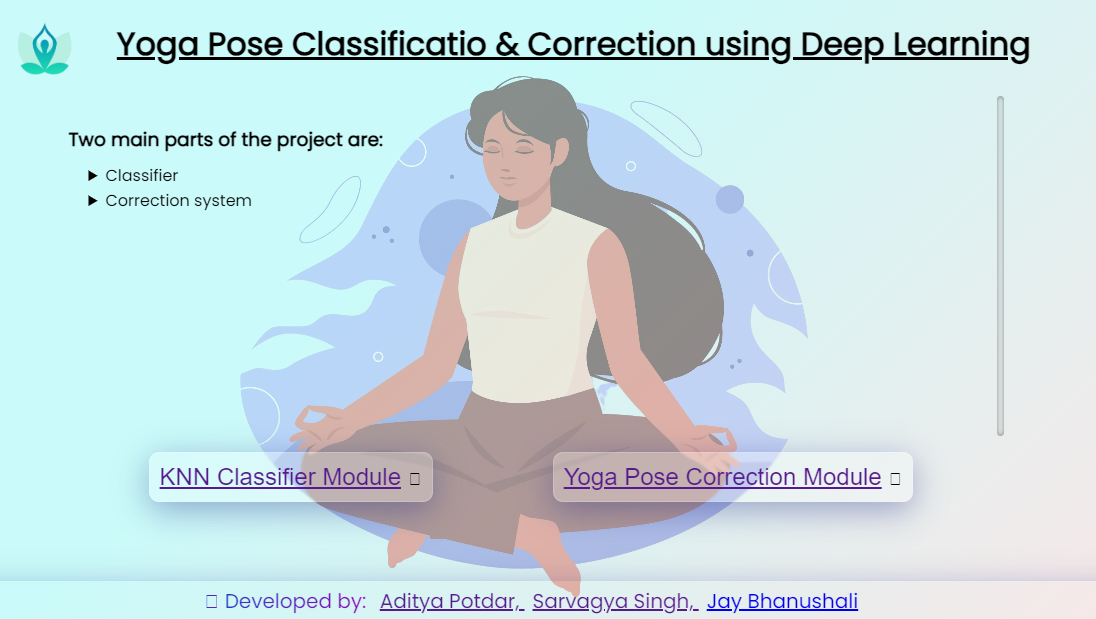 Yoga Pose Classificatio & Correction using Deep Learning
Two main parts of the project are:
▶ Classifier
▶ Correction system
KNN Classifier Module
Yoga Pose Correction Module
Developed by: Aditya Potdar, Sarvagya Singh, Jay Bhanushali